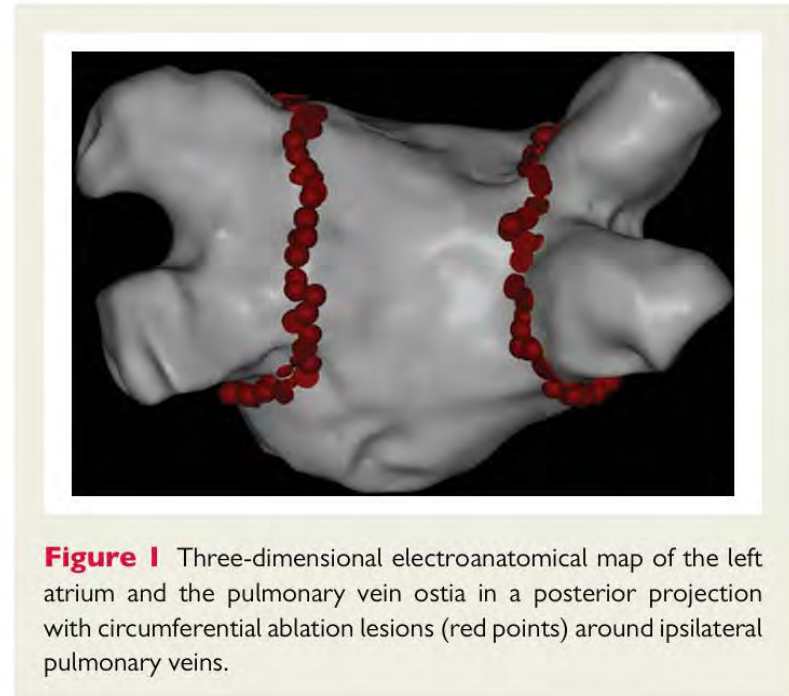 Figure 1 Three-dimensional electroanatomical map of the left
atrium and the pulmonary vein ostia in a posterior projection
with circumferential ablation lesions (red points) around ipsilateral
pulmonary veins.